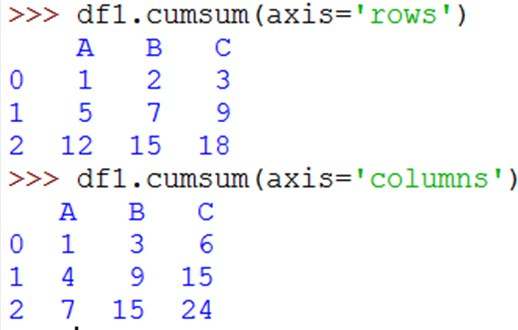 >>> df1.cumsum(axis='rows')
    A   B   C
0   1   2   3
1   5   7   9
2  12  15  18
>>> df1.cumsum(axis='columns')
   A   B   C
0  1   3   6
1  4   9  15
2  7  15  24